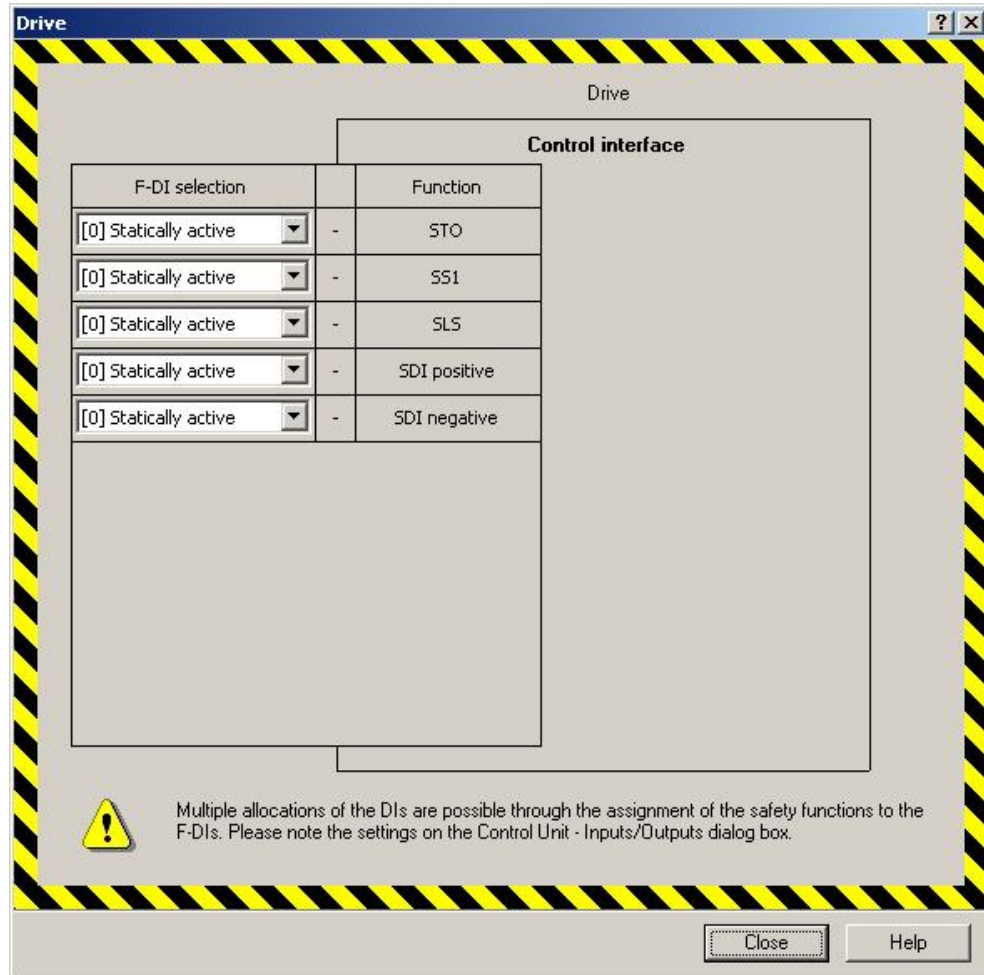 Drive
Drive
Control interface
F-DI selection Function
[0] Statically active - STO
[0] Statically active - SS1
[0] Statically active - SLS
[0] Statically active - SDI positive
[0] Statically active - SDI negative
Multiple allocations of the DIs are possible through the assignment of the safety functions to the
F-DIs. Please note the settings on the Control Unit - Inputs/Outputs dialog box.
Close Help